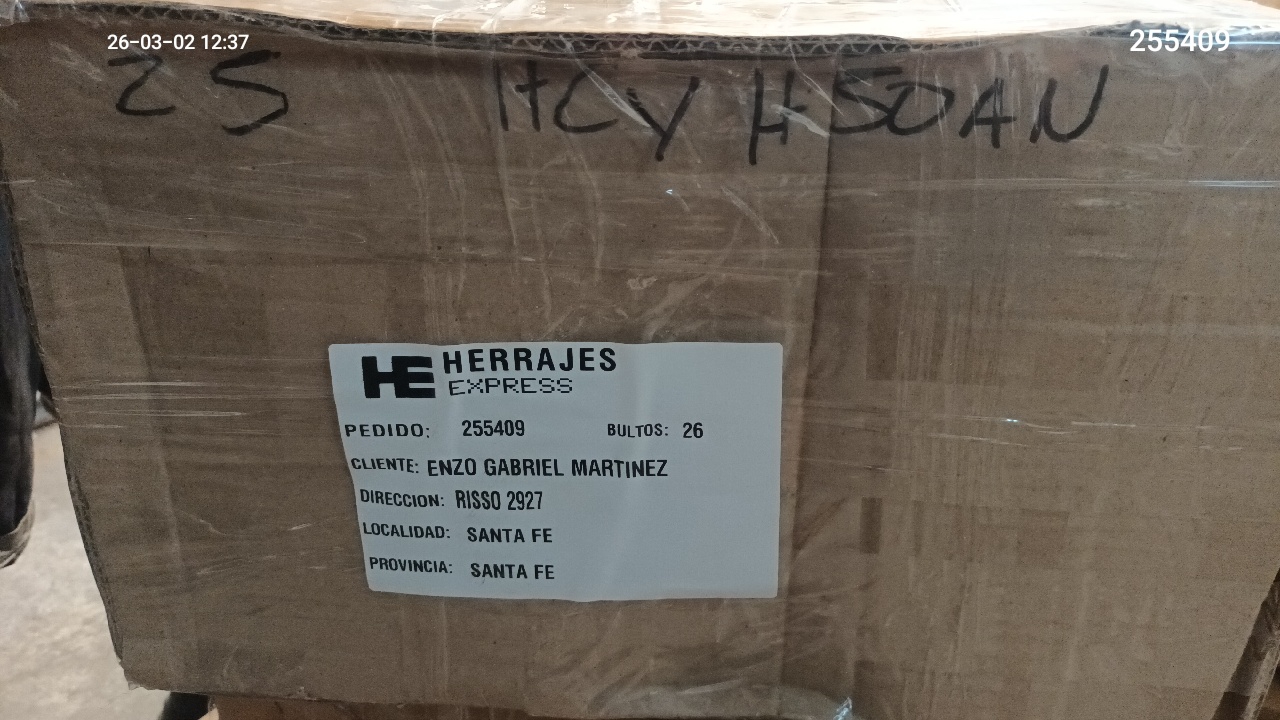 26-03-02 12:37
255409
25 HCY H50AN
HE HERRAJES
EXPRESS
PEDIDO: 255409 BULTOS: 26
CLIENTE: ENZO GABRIEL MARTINEZ
DIRECCION: RISSO 2927
LOCALIDAD: SANTA FE
PROVINCIA: SANTA FE